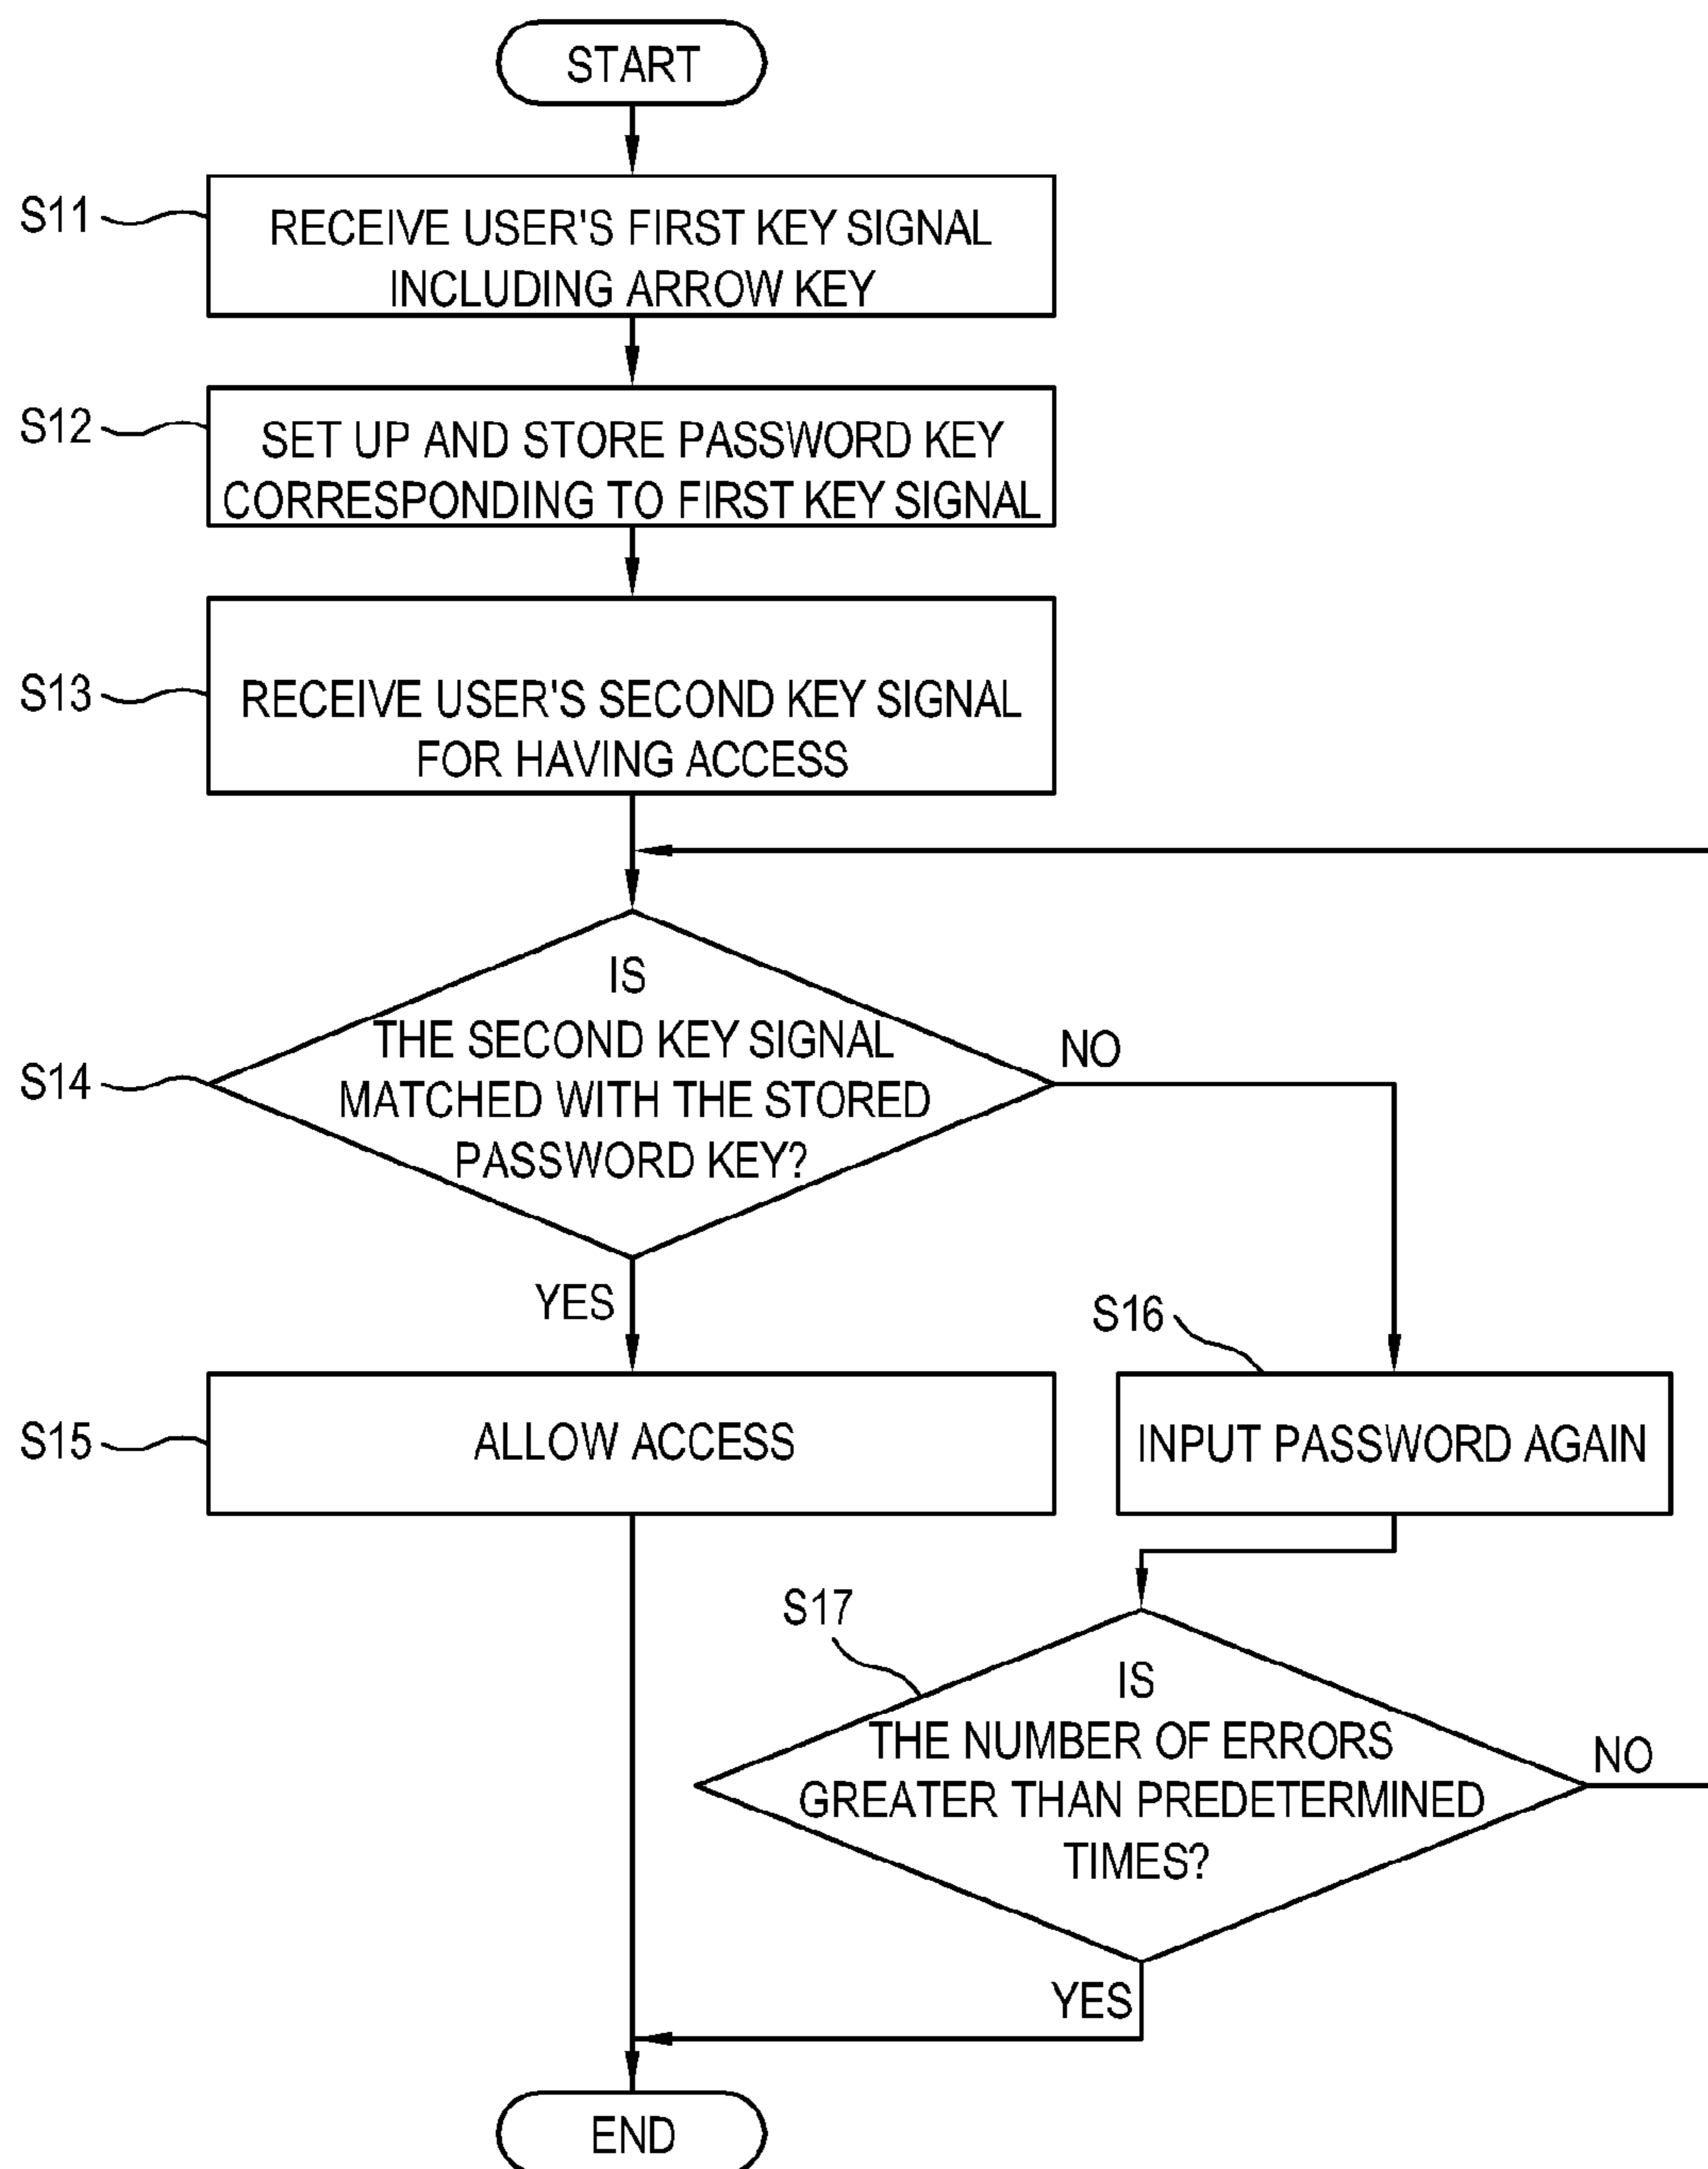 START
S11
RECEIVE USER'S FIRST KEY SIGNAL
INCLUDING ARROW KEY
S12
SET UP AND STORE PASSWORD KEY
CORRESPONDING TO FIRST KEY SIGNAL
S13
RECEIVE USER'S SECOND KEY SIGNAL
FOR HAVING ACCESS
S14
IS
THE SECOND KEY SIGNAL
MATCHED WITH THE STORED
PASSWORD KEY?
NO
YES
S15
ALLOW ACCESS
S16
INPUT PASSWORD AGAIN
S17
IS
THE NUMBER OF ERRORS
GREATER THAN PREDETERMINED
TIMES?
NO
YES
END